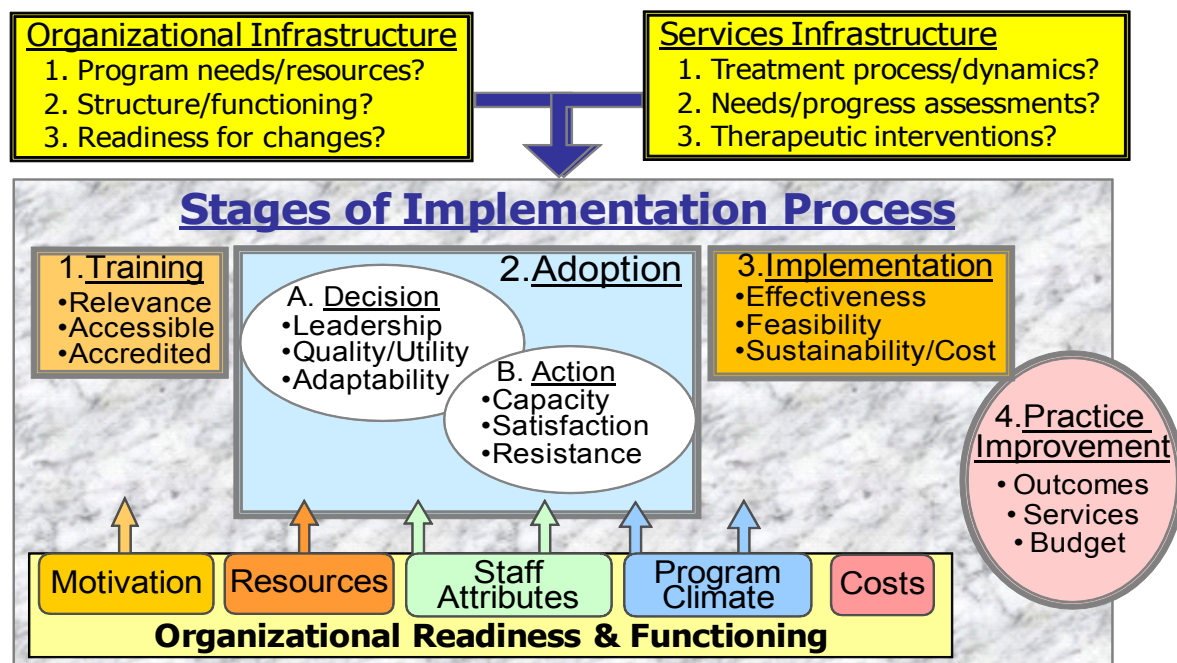 Organizational Infrastructure
1. Program needs/resources?
2. Structure/functioning?
3. Readiness for changes?
Services Infrastructure
1. Treatment process/dynamics?
2. Needs/progress assessments?
3. Therapeutic interventions?
Stages of Implementation Process
1.Training
•Relevance
•Accessible
•Accredited
2.Adoption
A. Decision
•Leadership
•Quality/Utility
•Adaptability
B. Action
•Capacity
•Satisfaction
•Resistance
3.Implementation
•Effectiveness
•Feasibility
•Sustainability/Cost
4.Practice
Improvement
• Outcomes
• Services
• Budget
Motivation
Resources
Staff
Attributes
Program
Climate
Costs
Organizational Readiness & Functioning